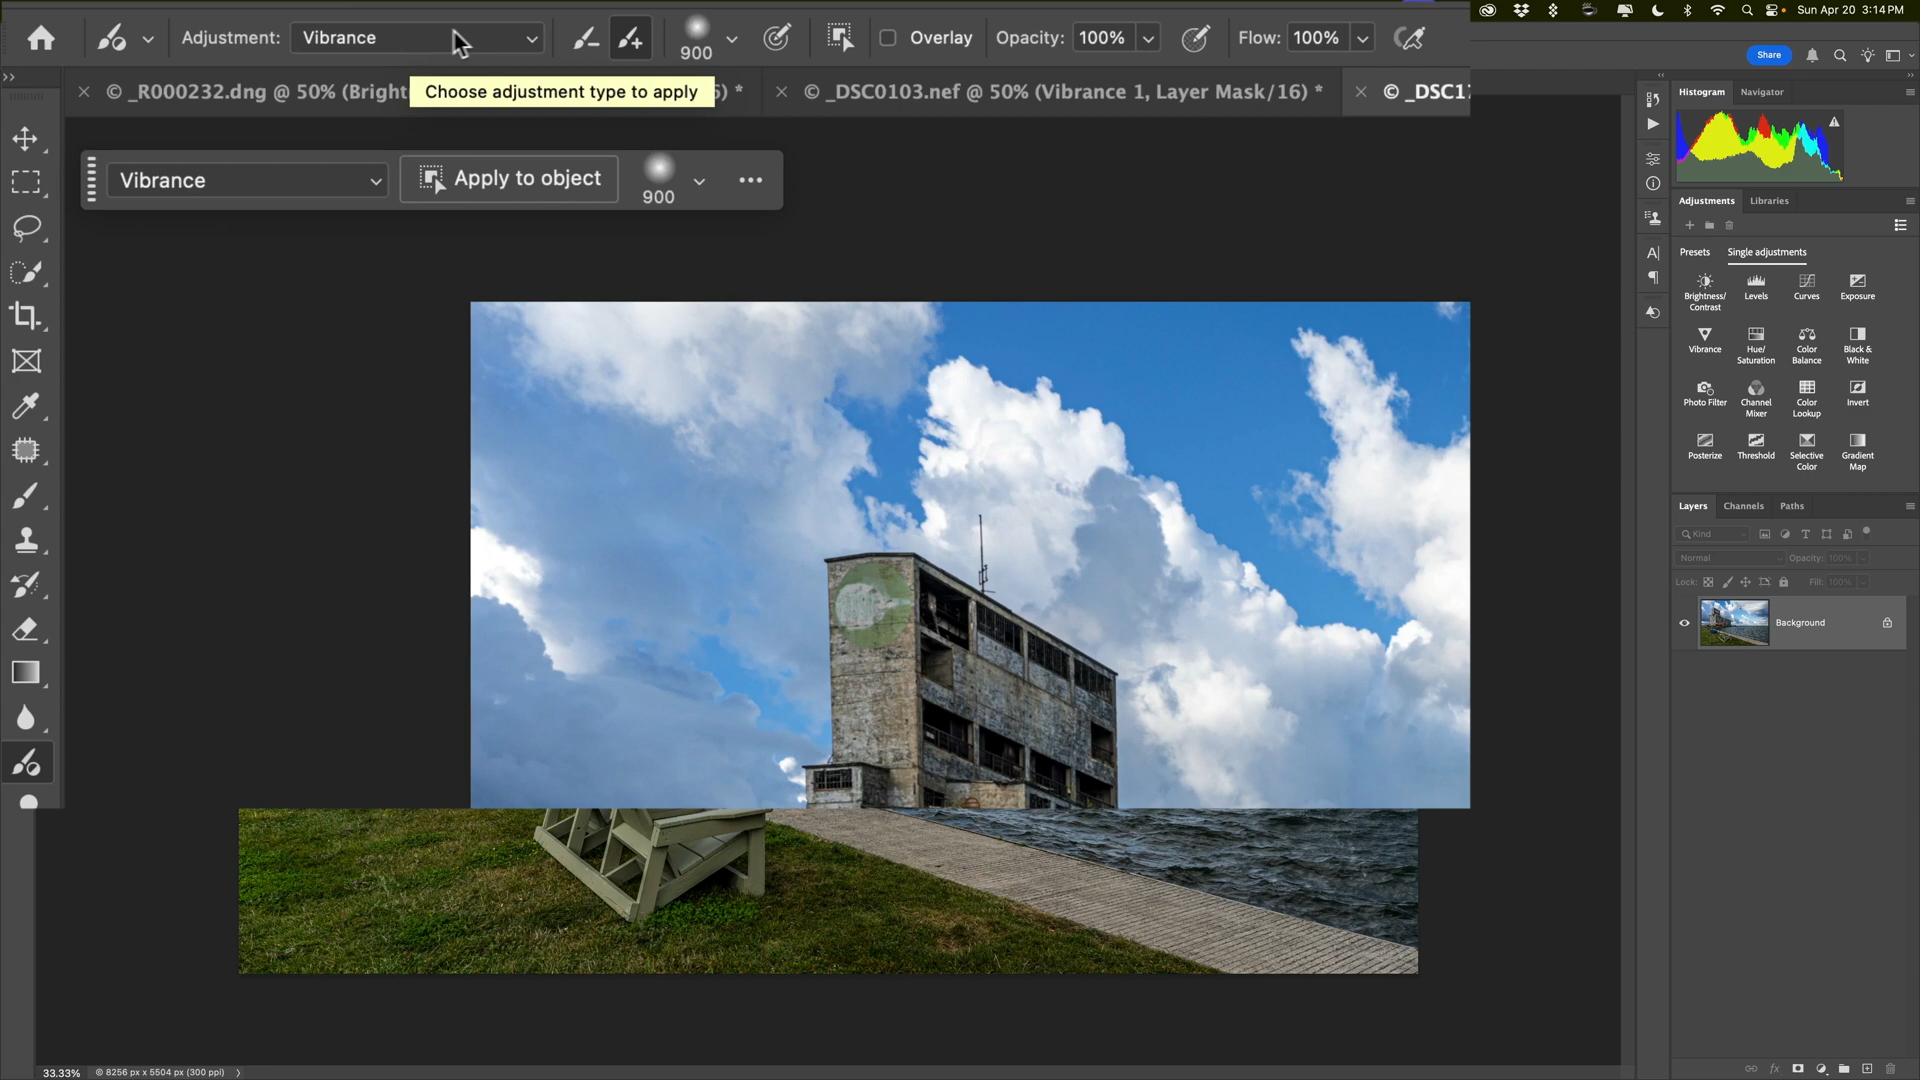 Sun Apr 20 3:14 PM
Adjustment: Vibrance 900 Overlay Opacity: 100% Flow: 100%
Share
© _R000232.dng @ 50% (Bright
) *
© _DSC0103.nef @ 50% (Vibrance 1, Layer Mask/16) *
© _DSC1
Choose adjustment type to apply
Vibrance Apply to object 900
Histogram Navigator
Adjustments Libraries
Presets Single adjustments
Brightness/
Contrast
Levels
Curves
Exposure
Vibrance
Hue/
Saturation
Color
Balance
Black &
White
Photo Filter
Channel
Mixer
Color
Lookup
Invert
Posterize
Threshold
Selective
Color
Gradient
Map
Layers Channels Paths
Kind
Normal Opacity: 100%
Lock: Fill: 100%
Background
33.33% © 8256 px x 5504 px (300 ppi)